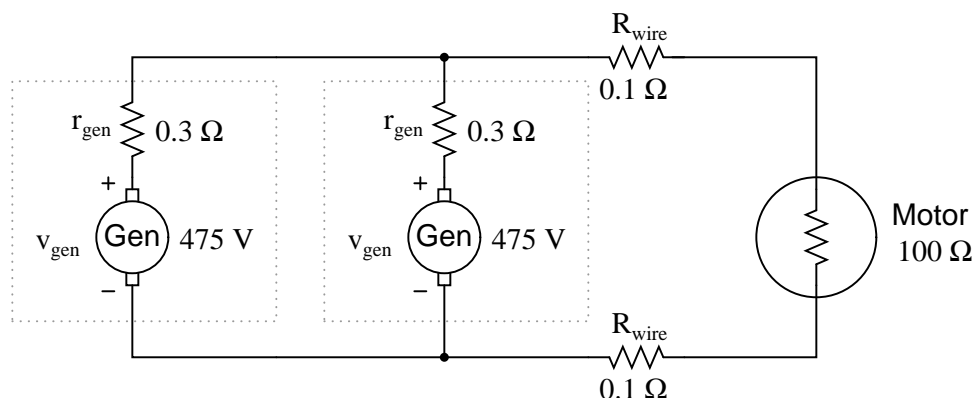 R_wire
0.1 Ω
r_gen 0.3 Ω
+
v_gen Gen 475 V
−
r_gen 0.3 Ω
+
v_gen Gen 475 V
−
Motor
100 Ω
R_wire
0.1 Ω